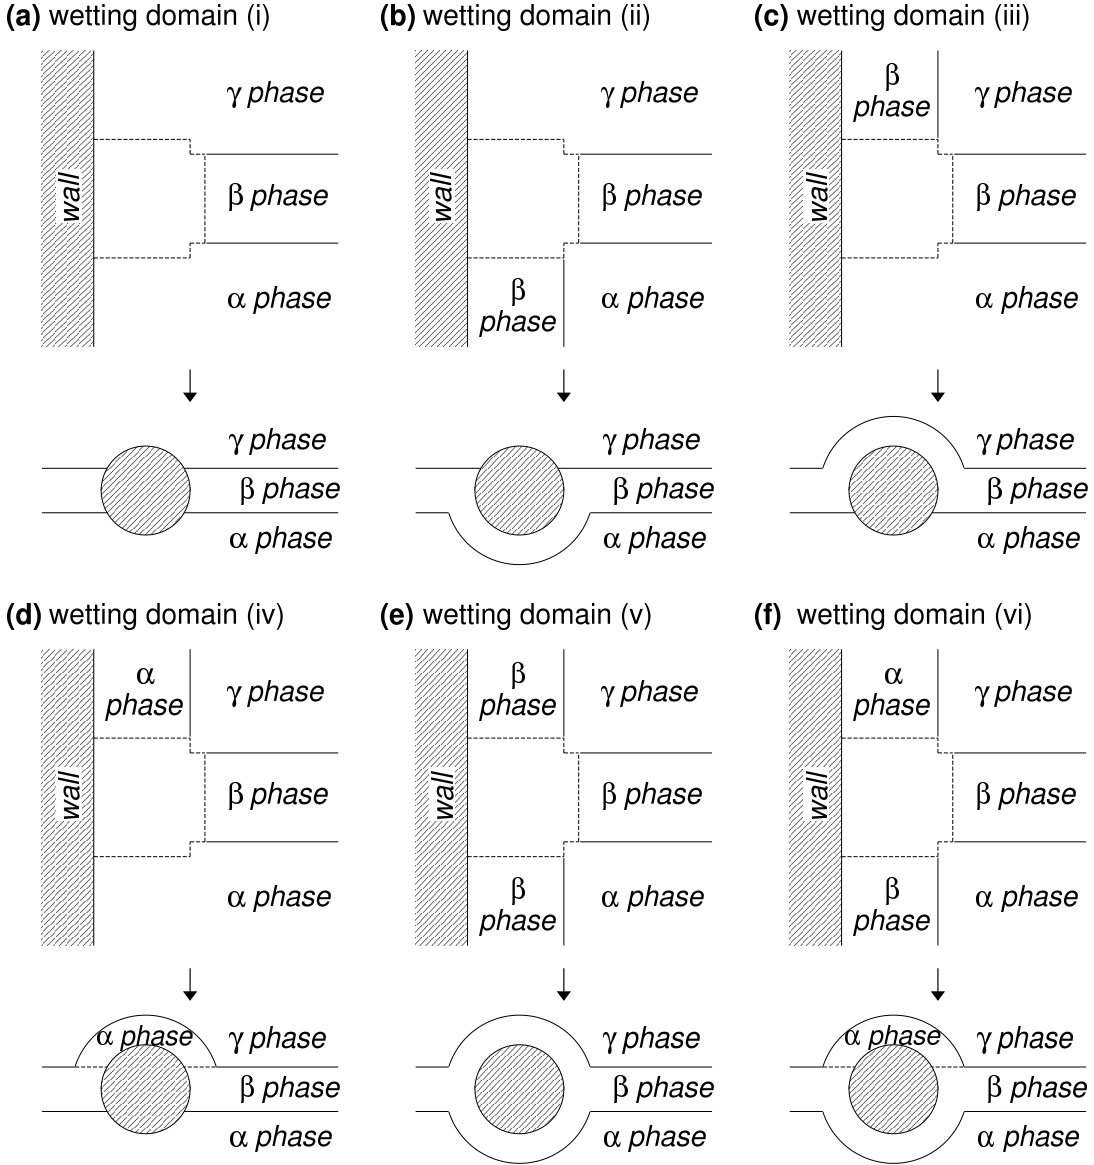 (a) wetting domain (i)
γ phase
wall
β phase
α phase
γ phase
β phase
α phase
(b) wetting domain (ii)
γ phase
wall
β phase
β
phase
α phase
γ phase
β phase
α phase
(c) wetting domain (iii)
β
phase
γ phase
wall
β phase
α phase
γ phase
β phase
α phase
(d) wetting domain (iv)
α
phase
γ phase
wall
β phase
α phase
α phase
γ phase
β phase
α phase
(e) wetting domain (v)
β
phase
γ phase
wall
β phase
β
phase
α phase
γ phase
β phase
α phase
(f) wetting domain (vi)
α
phase
γ phase
wall
β phase
β
phase
α phase
α phase
γ phase
β phase
α phase